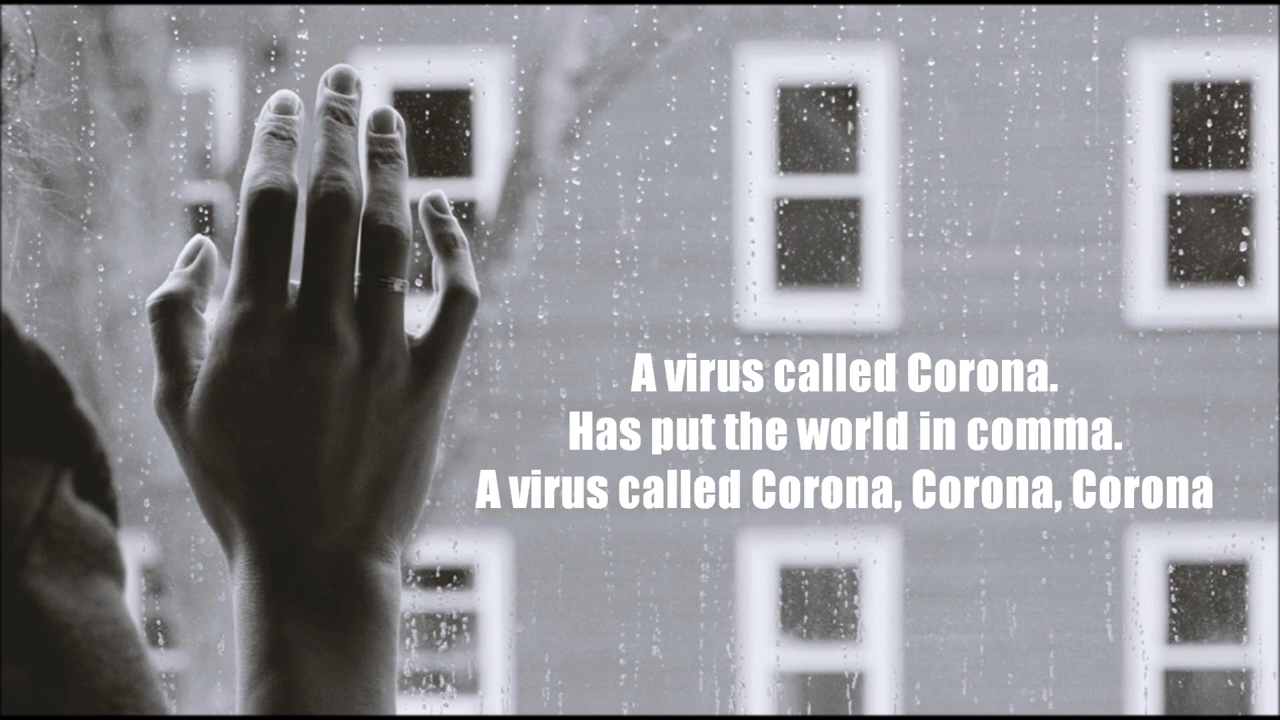 A virus called Corona.
Has put the world in comma.
A virus called Corona, Corona, Corona